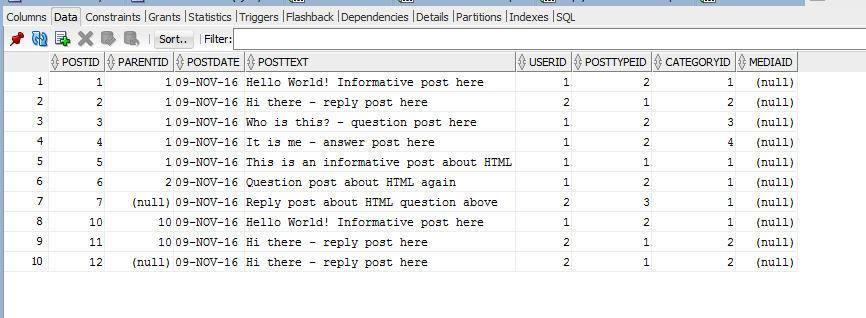 Columns Data Constraints Grants Statistics Triggers Flashback Dependencies Details Partitions Indexes SQL
Sort.. Filter:
POSTID PARENTID POSTDATE POSTTEXT USERID POSTTYPEID CATEGORYID MEDIAID
1 1 1 09-NOV-16 Hello World! Informative post here 1 2 1 (null)
2 2 1 09-NOV-16 Hi there - reply post here 2 1 2 (null)
3 3 1 09-NOV-16 Who is this? - question post here 1 2 3 (null)
4 4 1 09-NOV-16 It is me - answer post here 1 2 4 (null)
5 5 1 09-NOV-16 This is an informative post about HTML 1 1 1 (null)
6 6 2 09-NOV-16 Question post about HTML again 1 2 1 (null)
7 7 (null) 09-NOV-16 Reply post about HTML question above 2 3 1 (null)
8 10 10 09-NOV-16 Hello World! Informative post here 1 2 1 (null)
9 11 10 09-NOV-16 Hi there - reply post here 2 1 2 (null)
10 12 (null) 09-NOV-16 Hi there - reply post here 2 1 2 (null)